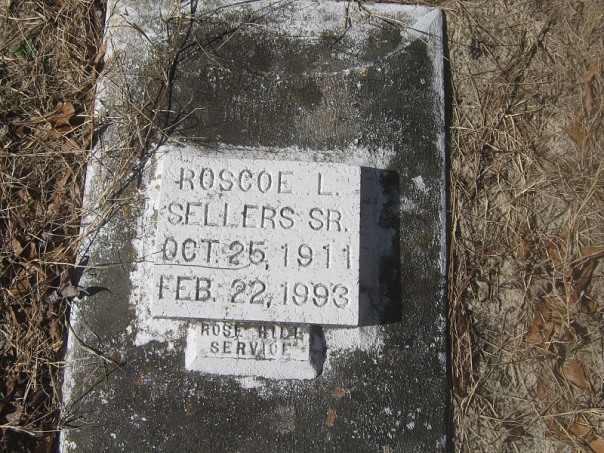 ROSCOE L.
SELLERS SR.
OCT. 25, 1911
FEB. 22, 1993
ROSE HILL
SERVICE